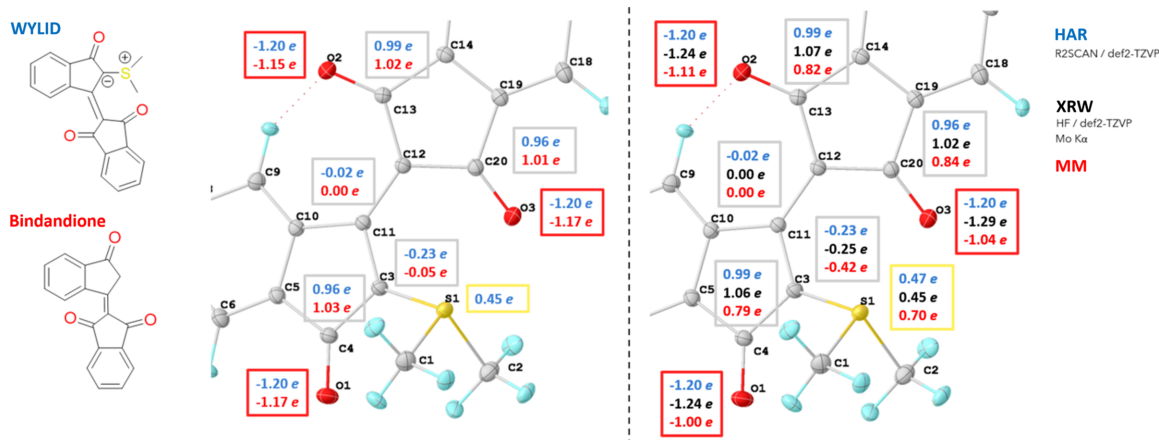 WYLID
O
S
+
−
O
O
Bindandione
O
O
O
-1.20 e
-1.15 e
O2
0.99 e
1.02 e
C14
C18
C13
C19
0.96 e
1.01 e
C12
C20
-0.02 e
0.00 e
C9
C10
C11
O3
-1.20 e
-1.17 e
-0.23 e
-0.05 e
C3
0.96 e
1.03 e
C5
C6
S1
0.45 e
C4
C1
C2
-1.20 e
-1.17 e
O1
-1.20 e
-1.24 e
-1.11 e
O2
0.99 e
1.07 e
0.82 e
C14
C18
C13
C19
0.96 e
1.02 e
0.84 e
C12
C20
-0.02 e
0.00 e
0.00 e
C9
C10
C11
O3
-1.20 e
-1.29 e
-1.04 e
-0.23 e
-0.25 e
-0.42 e
C3
0.99 e
1.06 e
0.79 e
C5
S1
0.47 e
0.45 e
0.70 e
C4
C1
C2
-1.20 e
-1.24 e
-1.00 e
O1
HAR
R2SCAN / def2-TZVP
XRW
HF / def2-TZVP
Mo Kα
MM